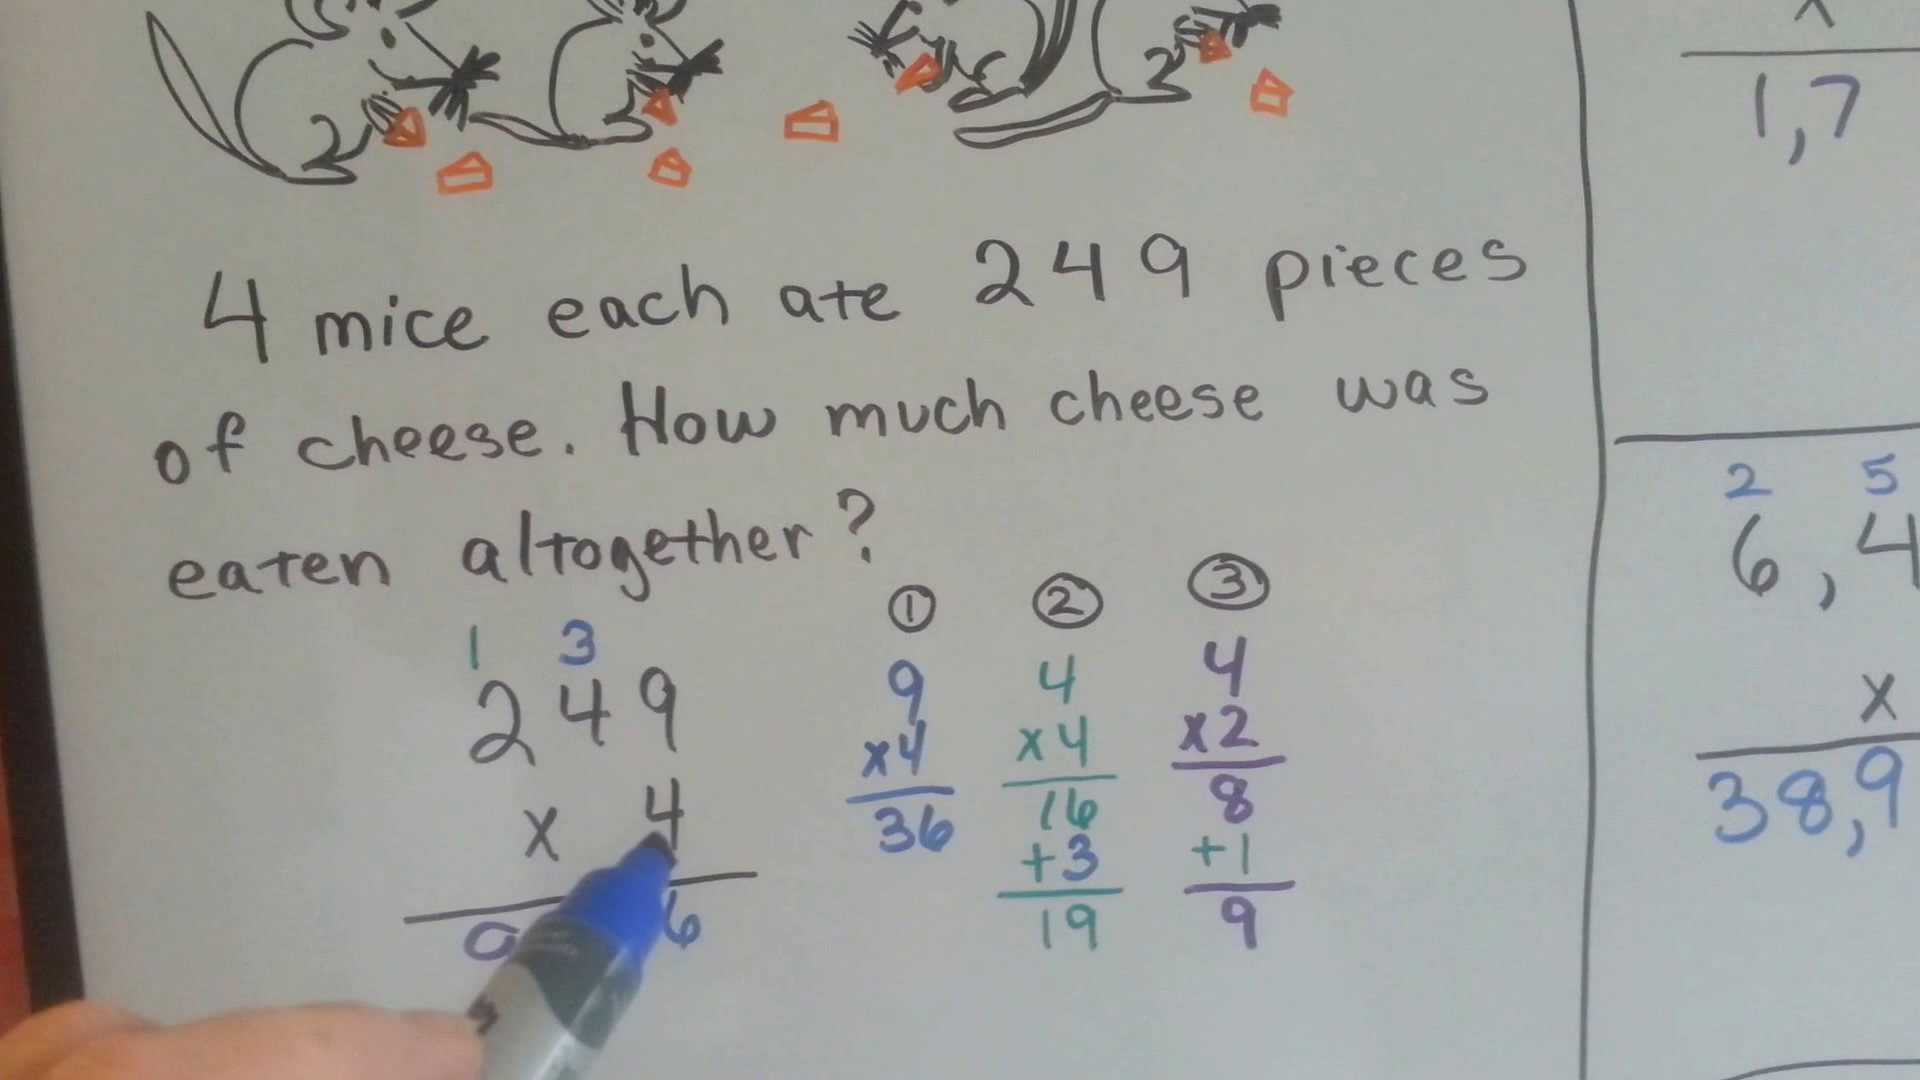 4 mice each ate 249 pieces
of cheese. How much cheese was
eaten altogether?
① ② ③
1 3
249
x 4
6
9
x4
36
4
x4
16
+3
19
4
x2
8
+1
9
x
1,7
2 5
6,4
x
38,9